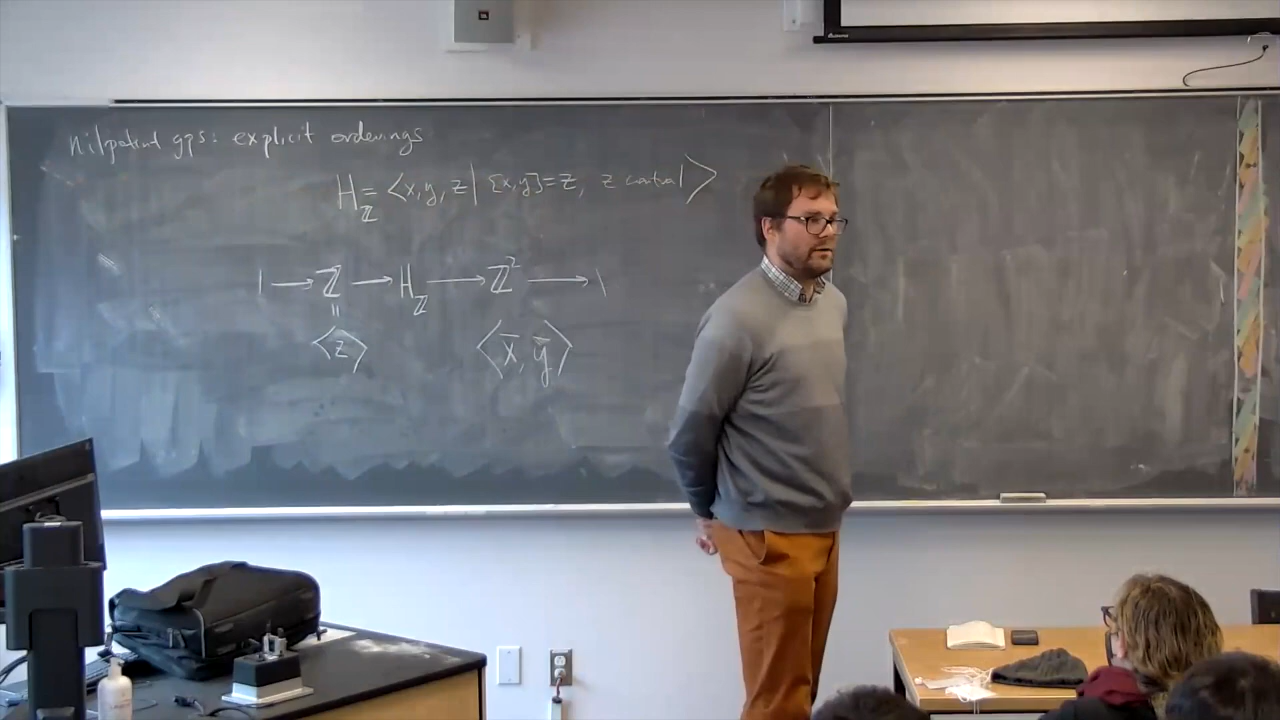 Nilpotent gps: explicit orderings
H_ℤ = ⟨x, y, z | [x,y]=z, z central⟩
1 → ℤ → H_ℤ → ℤ² → 1
=
⟨z⟩ ⟨x̄, ȳ⟩